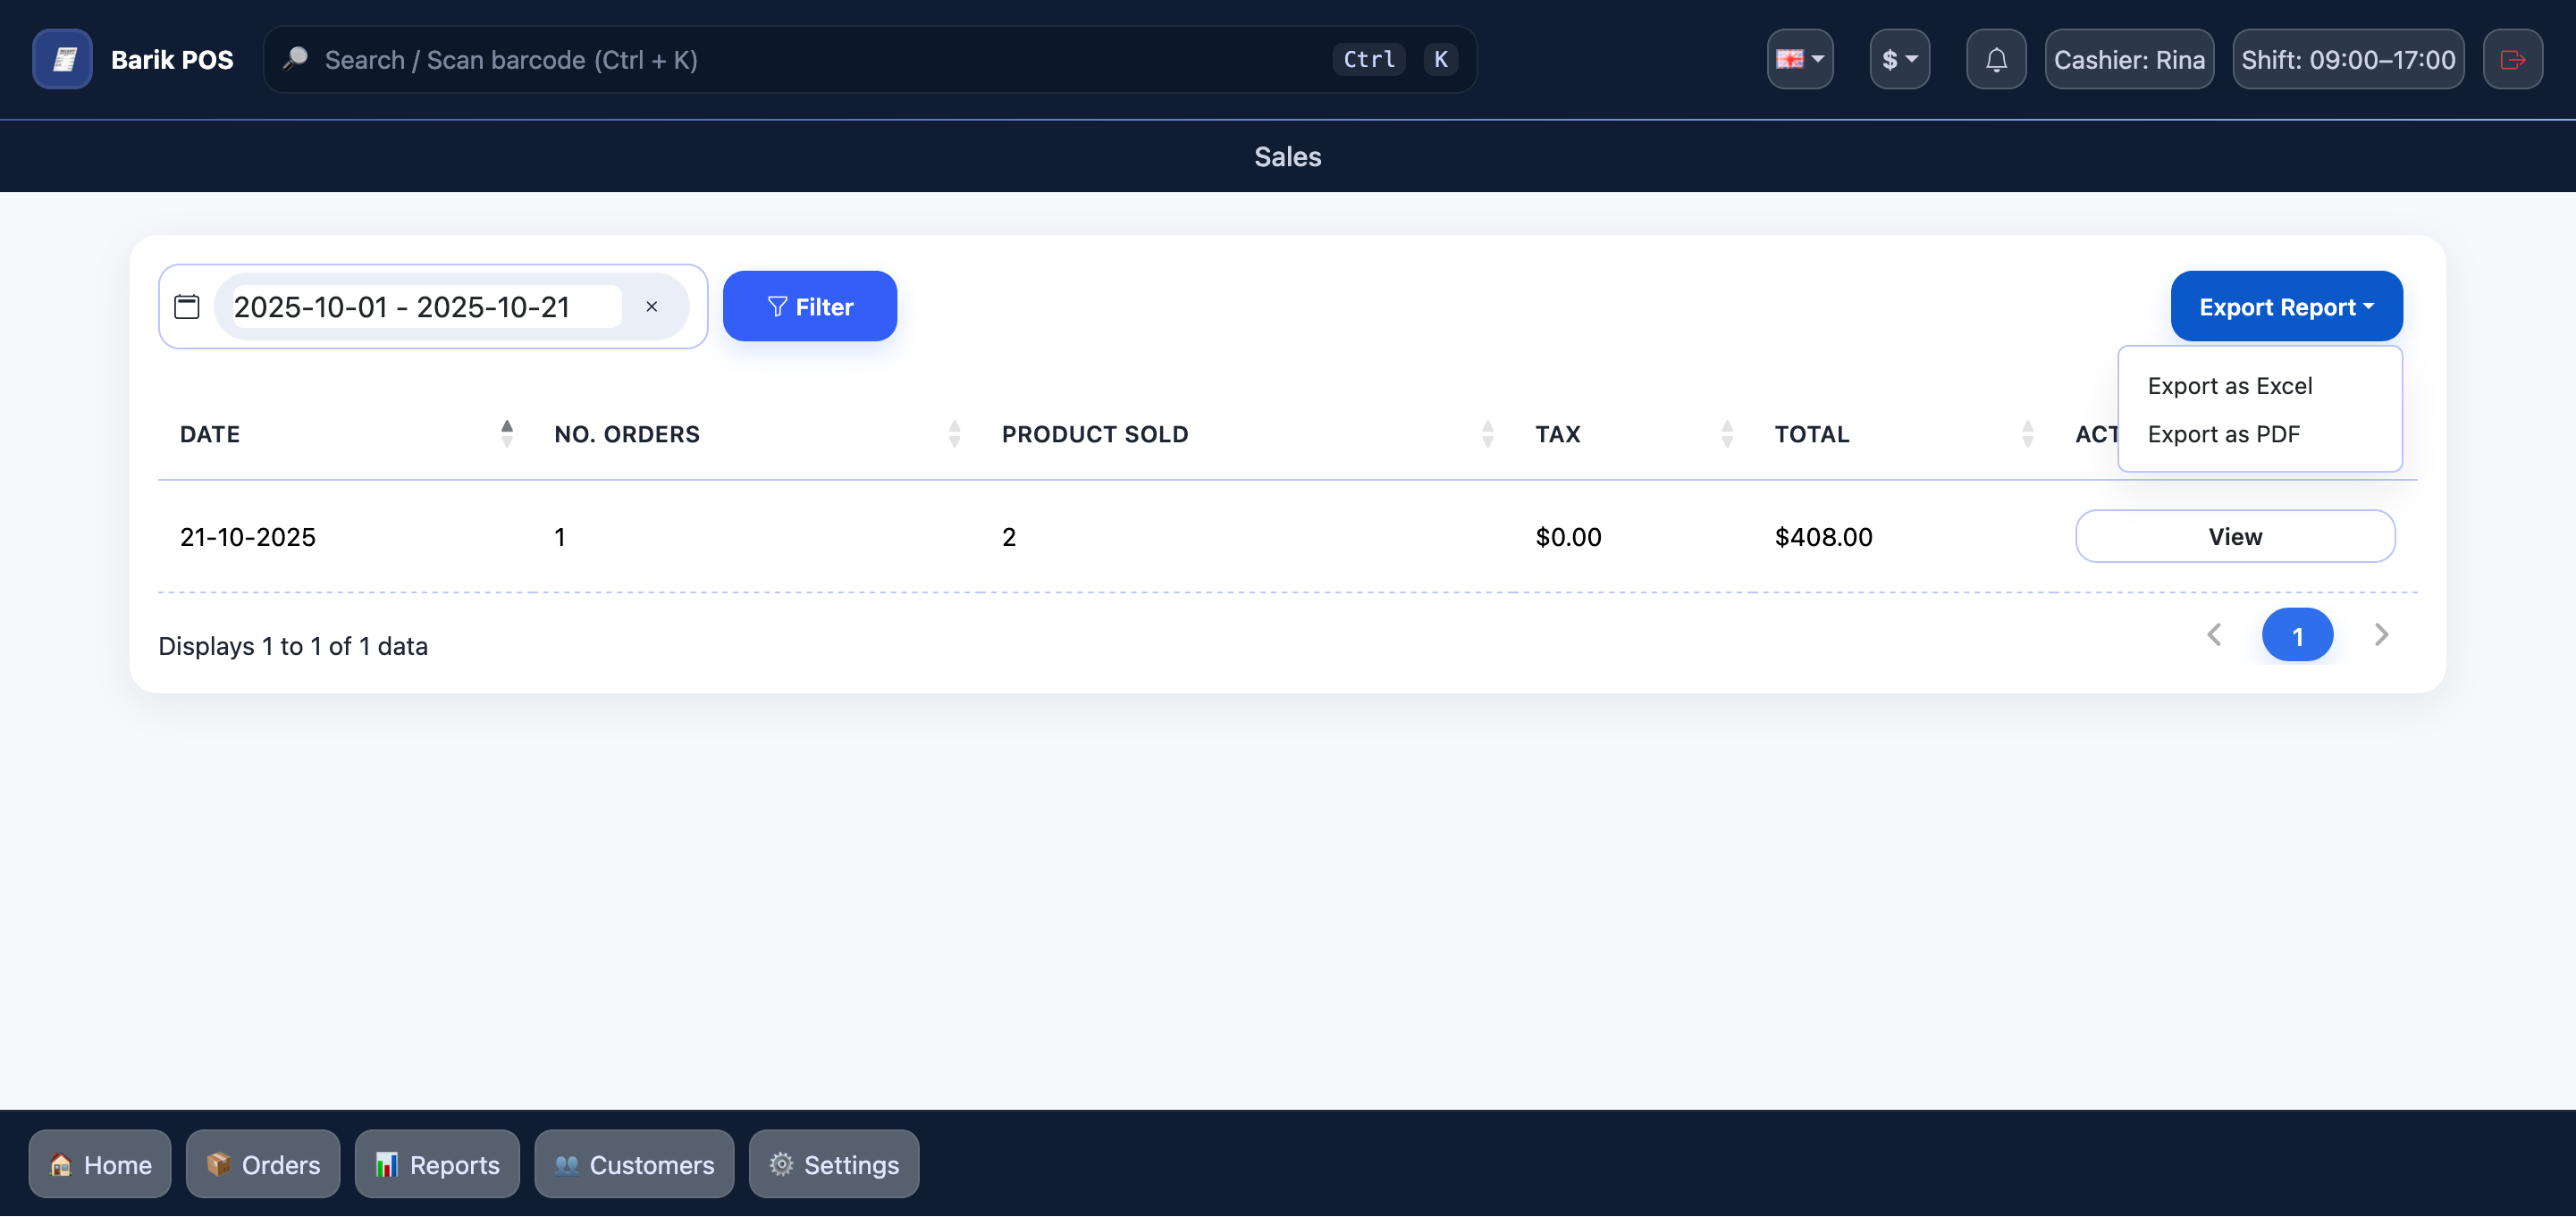 Barik POS
Search / Scan barcode (Ctrl + K)
Ctrl K
$
Cashier: Rina
Shift: 09:00–17:00
Sales
2025-10-01 - 2025-10-21 ×
Filter
Export Report
Export as Excel
Export as PDF
DATE NO. ORDERS PRODUCT SOLD TAX TOTAL ACT
21-10-2025 1 2 $0.00 $408.00 View
Displays 1 to 1 of 1 data
1
Home Orders Reports Customers Settings